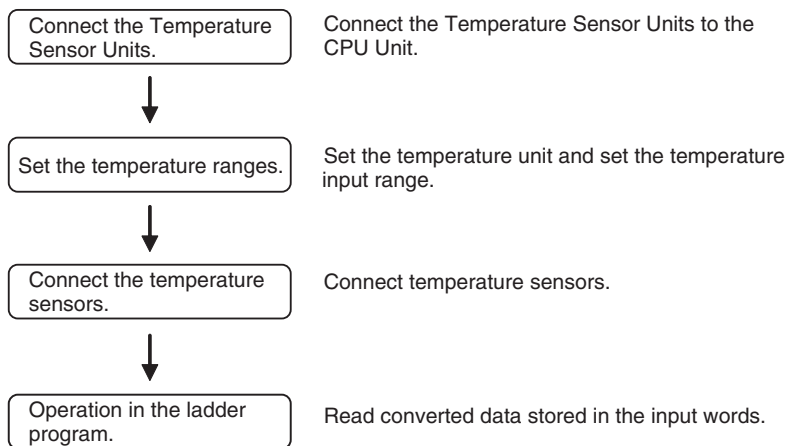 Connect the Temperature
Sensor Units.
Connect the Temperature Sensor Units to the
CPU Unit.
Set the temperature ranges.
Set the temperature unit and set the temperature
input range.
Connect the temperature
sensors.
Connect temperature sensors.
Operation in the ladder
program.
Read converted data stored in the input words.